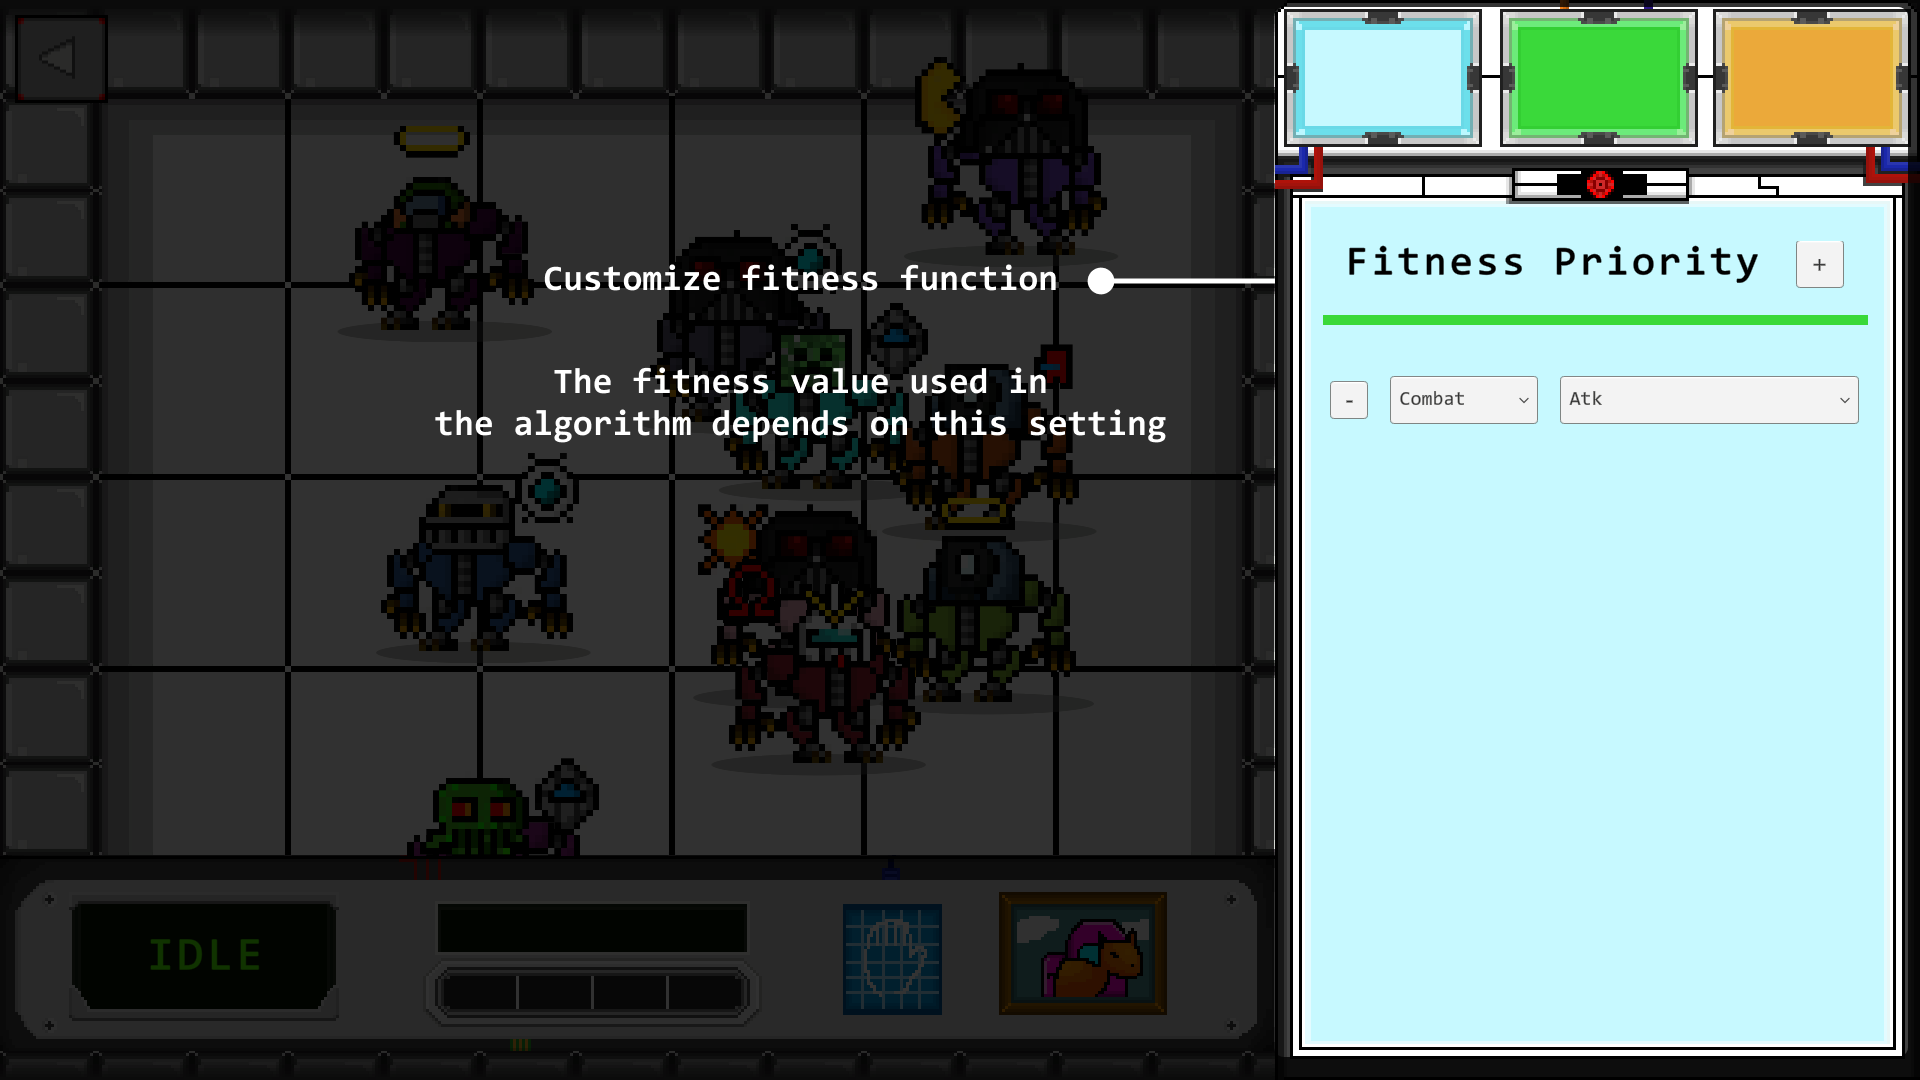 Fitness Priority
+
Customize fitness function
The fitness value used in
the algorithm depends on this setting
-
Combat
Atk
IDLE